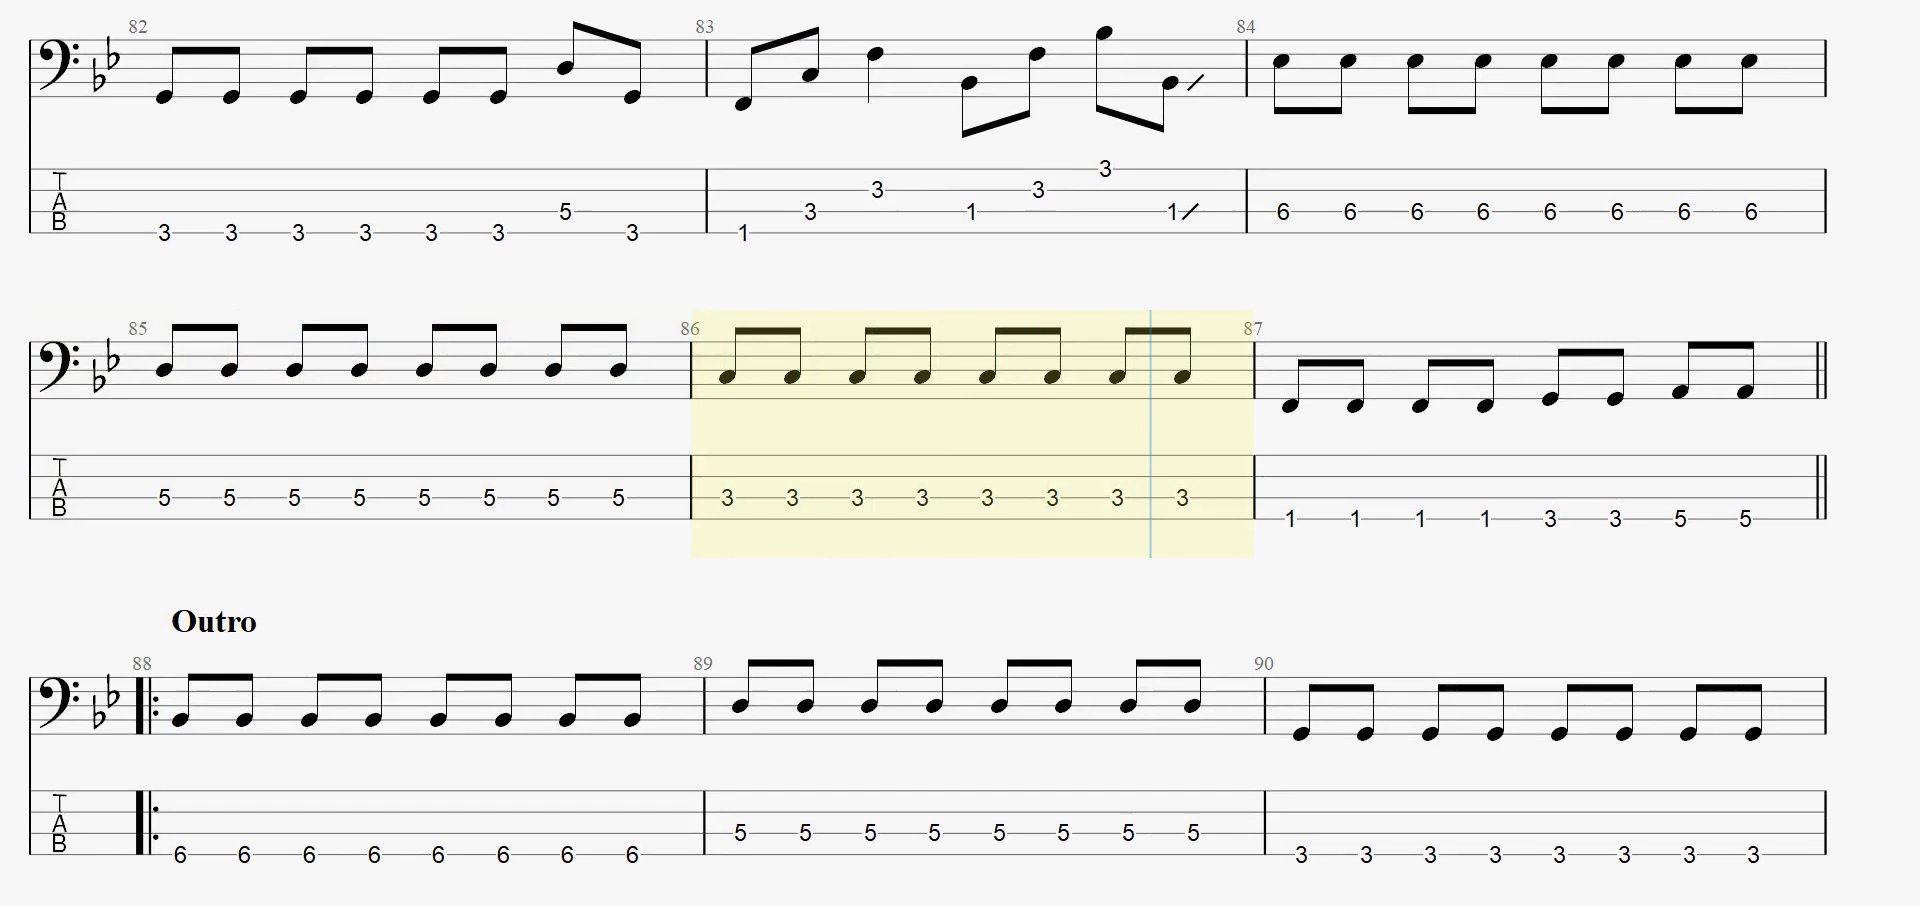 82 83 84
T
A
B
3 3 3 3 3 3 5 3 1 3 3 1 3 3 1 6 6 6 6 6 6 6 6
85 86 87
T
A
B
5 5 5 5 5 5 5 5 3 3 3 3 3 3 3 3 1 1 1 1 3 3 5 5
Outro
88 89 90
T
A
B
6 6 6 6 6 6 6 6 5 5 5 5 5 5 5 5 3 3 3 3 3 3 3 3